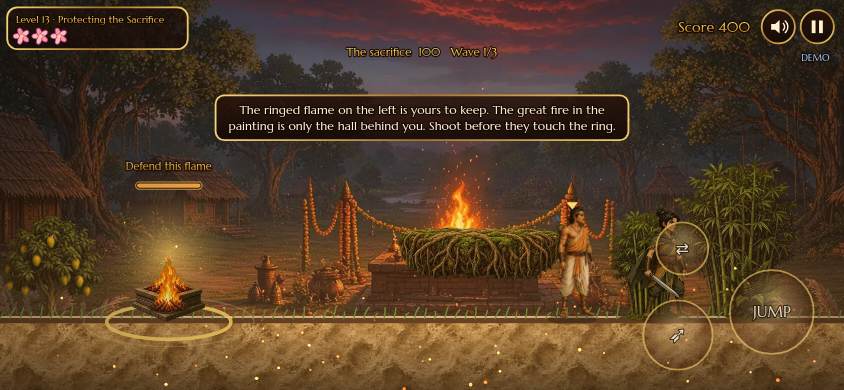 Level 13 · Protecting the Sacrifice
Score 400
DEMO
The sacrifice 100 Wave 1/3
The ringed flame on the left is yours to keep. The great fire in the
painting is only the hall behind you. Shoot before they touch the ring.
Defend this flame
JUMP